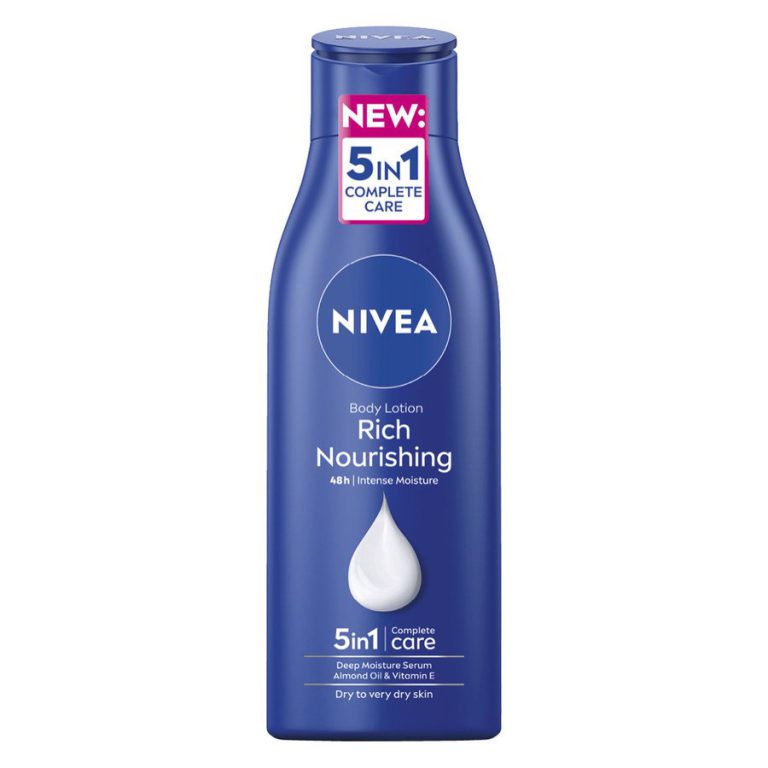 NIVEA
NEW:
5IN1
COMPLETE
CARE
NIVEA
Body Lotion
Rich
Nourishing
48h | Intense Moisture
5in1 | Complete care
Deep Moisture Serum
Almond Oil & Vitamin E
Dry to very dry skin